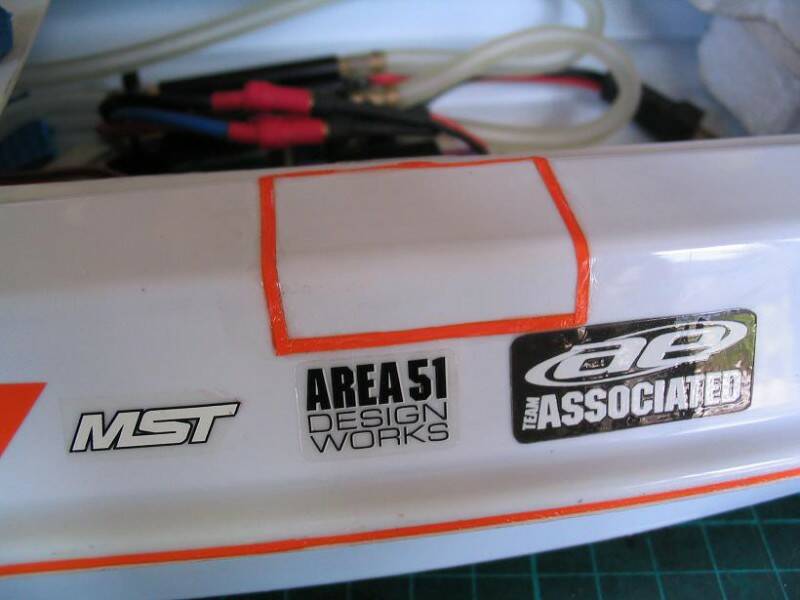 MST
AREA 51
DESIGN
WORKS
ae
TEAM ASSOCIATED